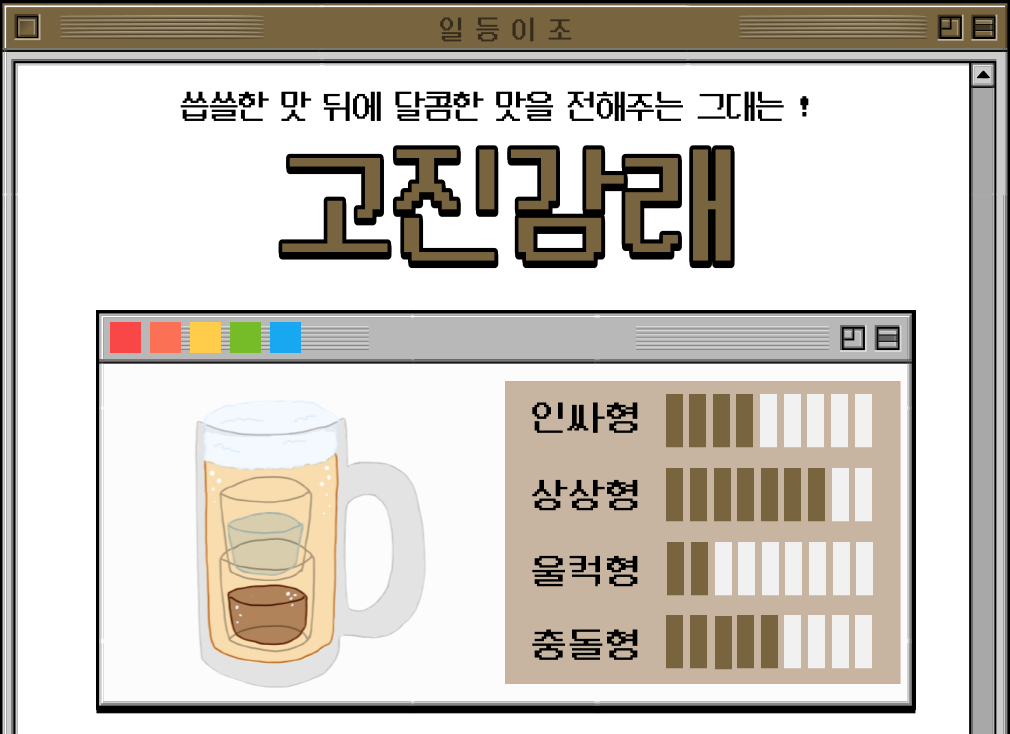 일등이조
씁쓸한 맛 뒤에 달콤한 맛을 전해주는 그대는 !
고진감래
인싸형
상상형
울컥형
충돌형